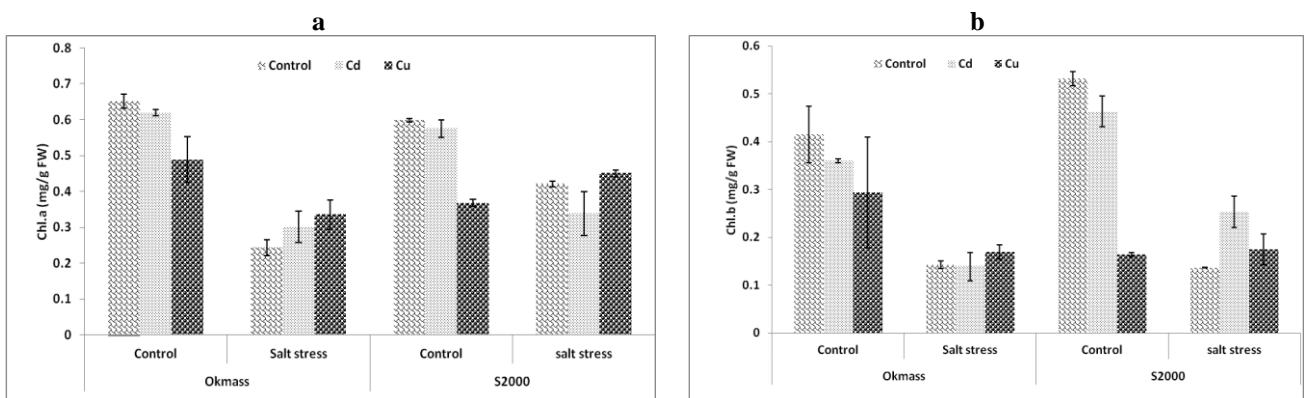 a
0.8
0.7
0.6
0.5
0.4
0.3
0.2
0.1
0
Chl.a (mg/g FW)
Control Cd Cu
Control Salt stress Control salt stress
Okmass S2000
b
0.6
0.5
0.4
0.3
0.2
0.1
0
Chl.b (mg/g FW)
Control Cd Cu
Control Salt stress Control salt stress
Okmass S2000